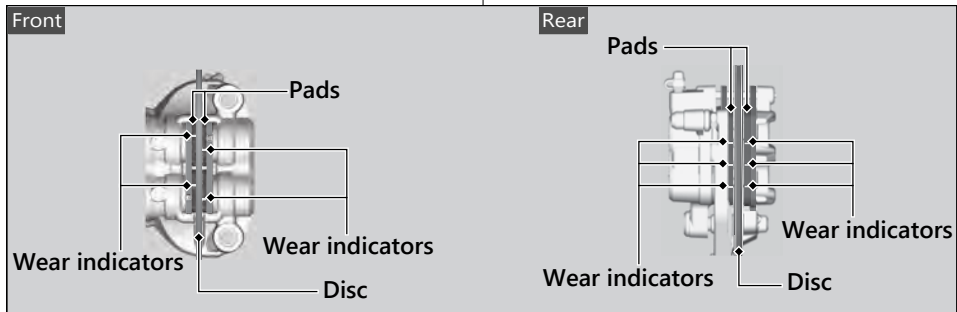 Front
Pads
Wear indicators
Wear indicators
Disc
Rear
Pads
Wear indicators
Wear indicators
Disc